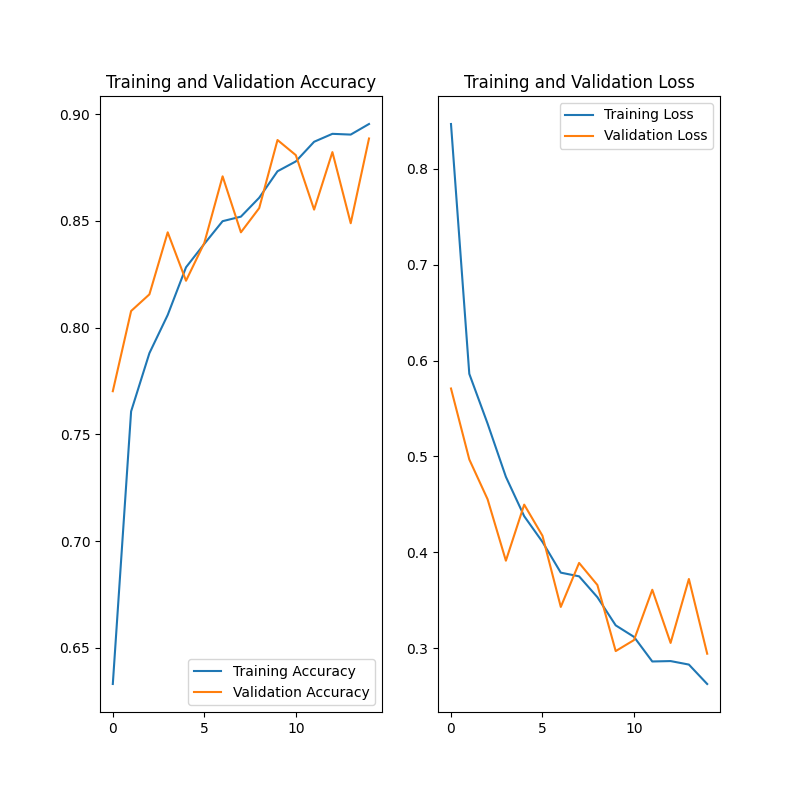 Training and Validation Accuracy
0.90
0.85
0.80
0.75
0.70
0.65
Training Accuracy
Validation Accuracy
0 5 10
Training and Validation Loss
Training Loss
Validation Loss
0.8
0.7
0.6
0.5
0.4
0.3
0 5 10